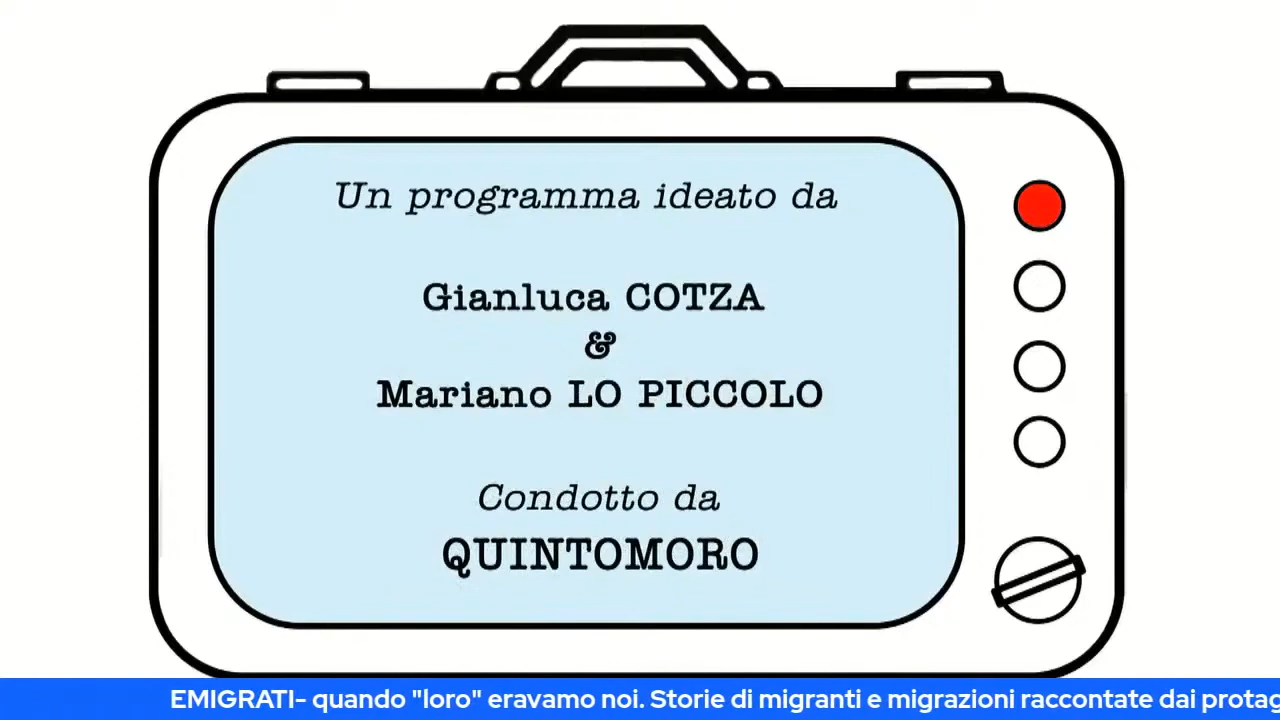 Un programma ideato da
Gianluca COTZA
&
Mariano LO PICCOLO
Condotto da
QUINTOMORO
EMIGRATI- quando "loro" eravamo noi. Storie di migranti e migrazioni raccontate dai protag